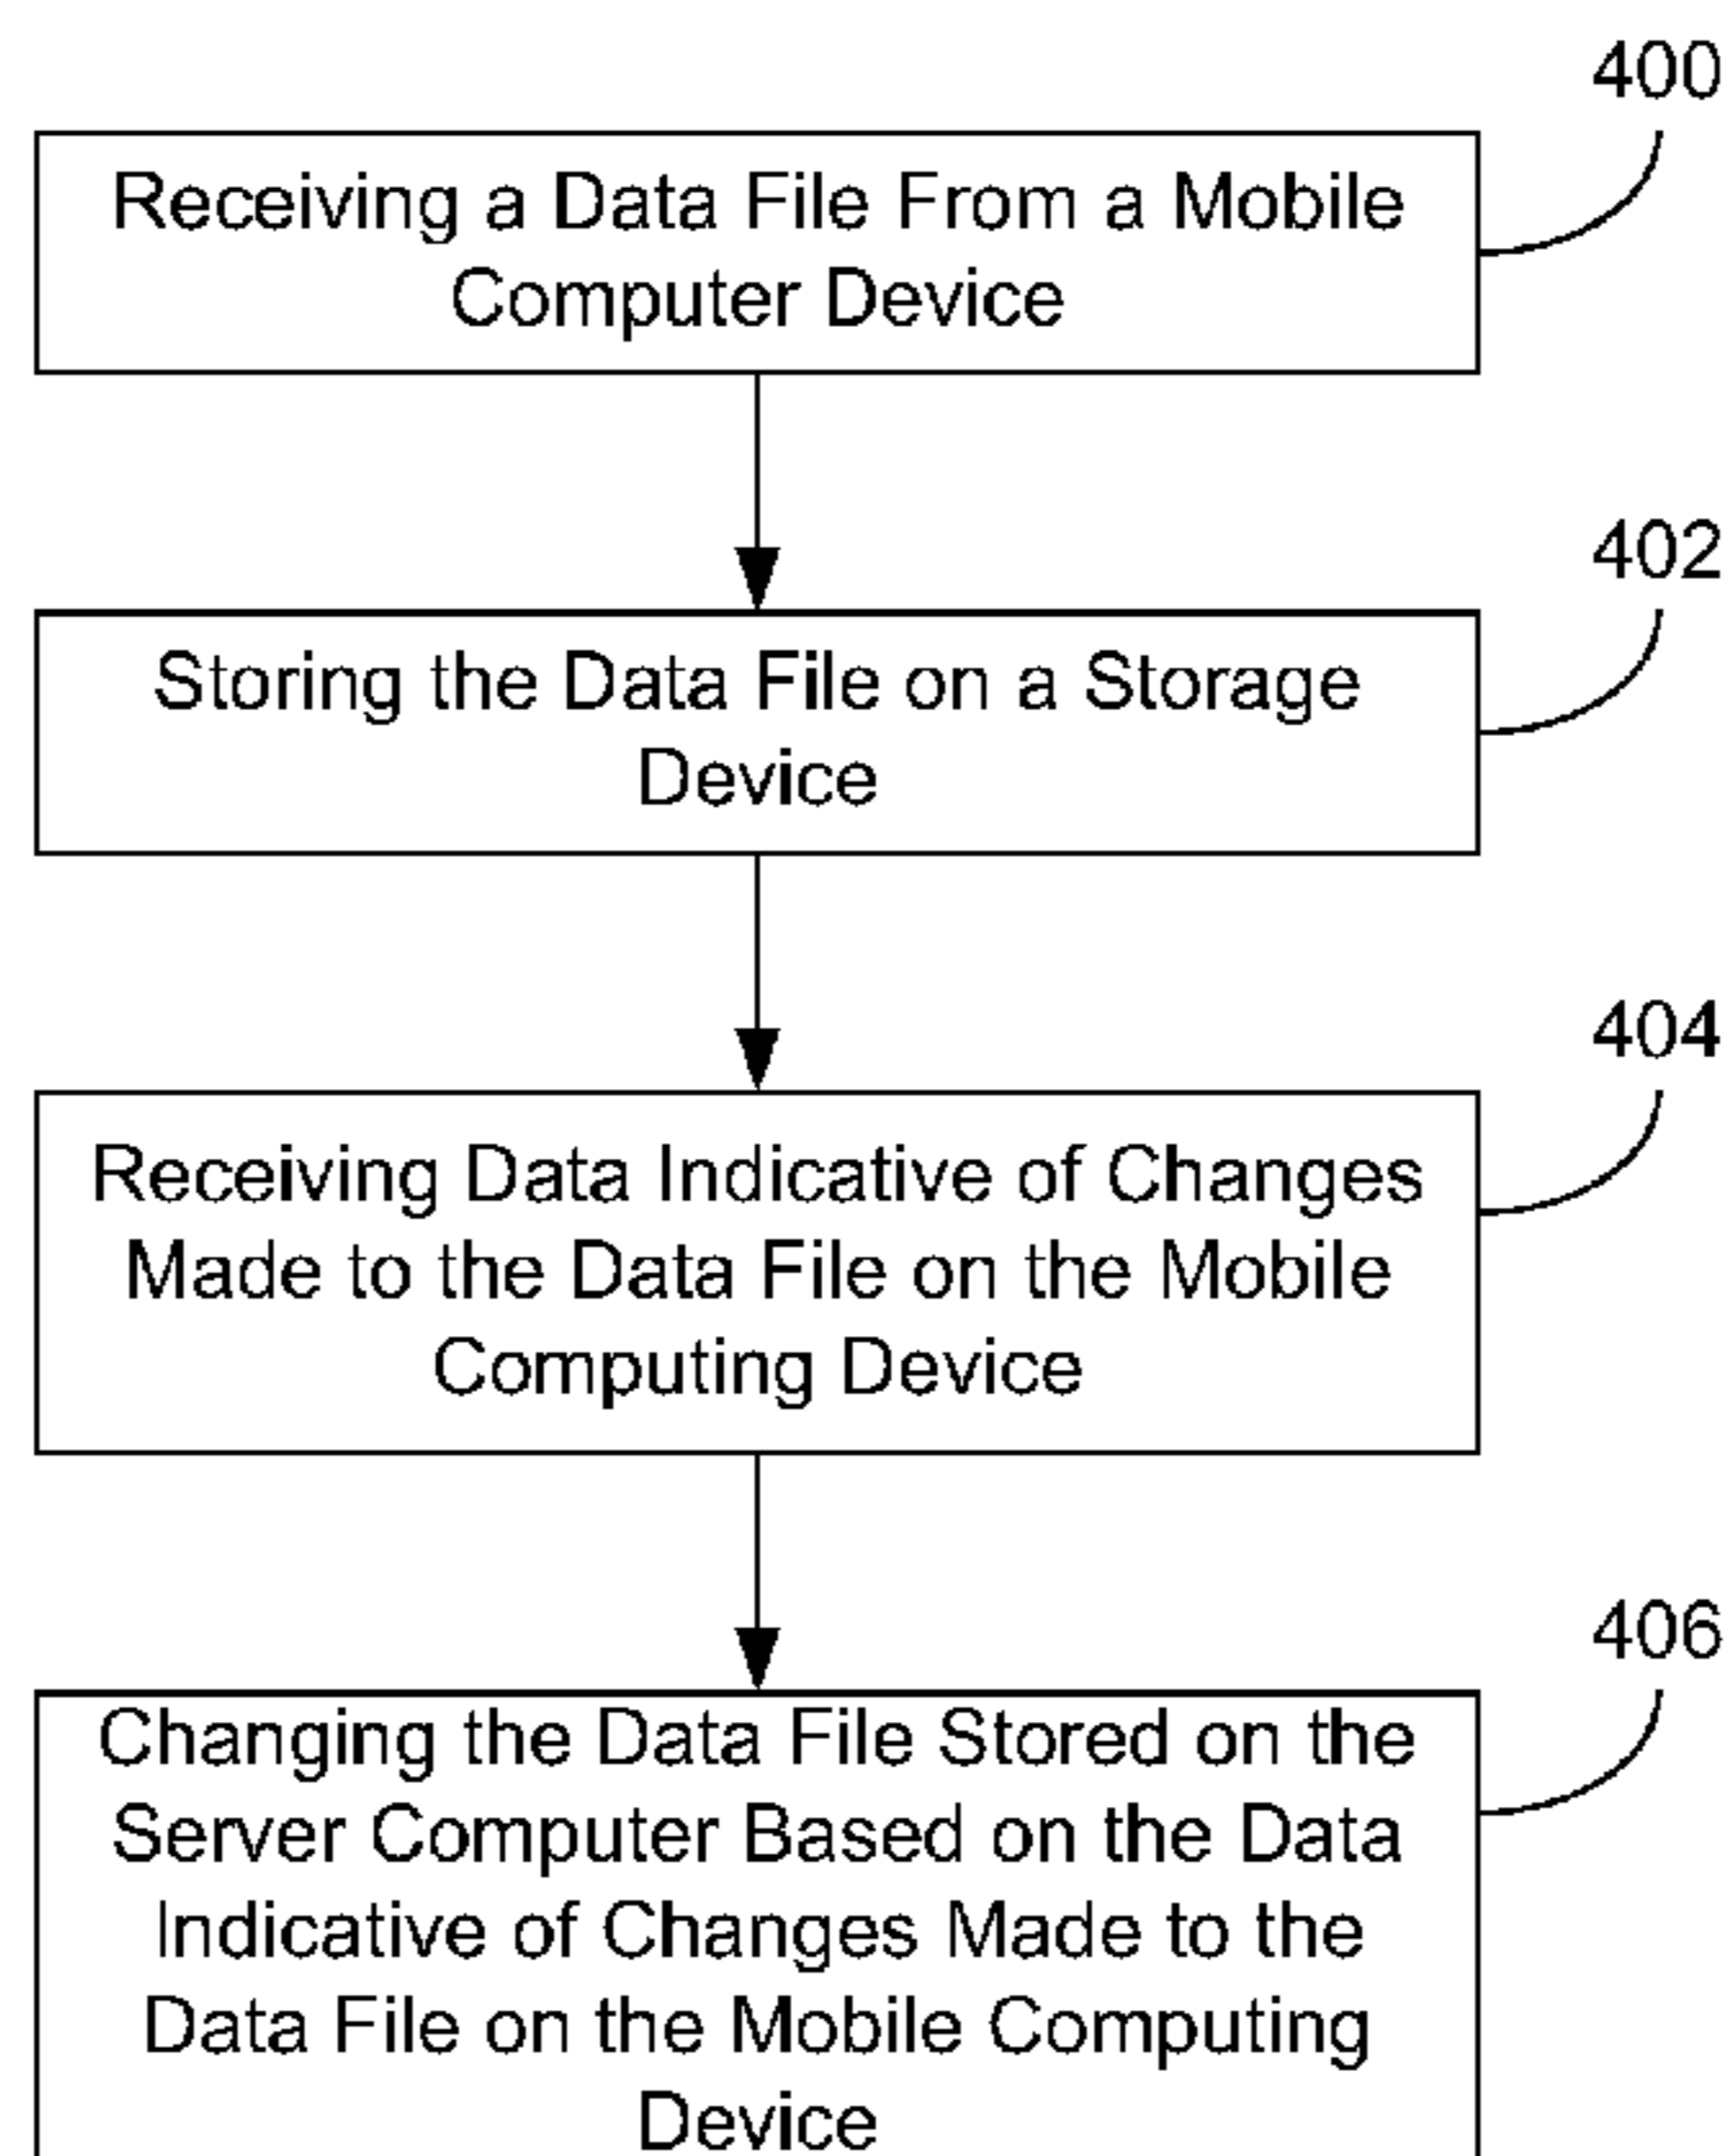 400
Receiving a Data File From a Mobile
Computer Device
402
Storing the Data File on a Storage
Device
404
Receiving Data Indicative of Changes
Made to the Data File on the Mobile
Computing Device
406
Changing the Data File Stored on the
Server Computer Based on the Data
Indicative of Changes Made to the
Data File on the Mobile Computing
Device